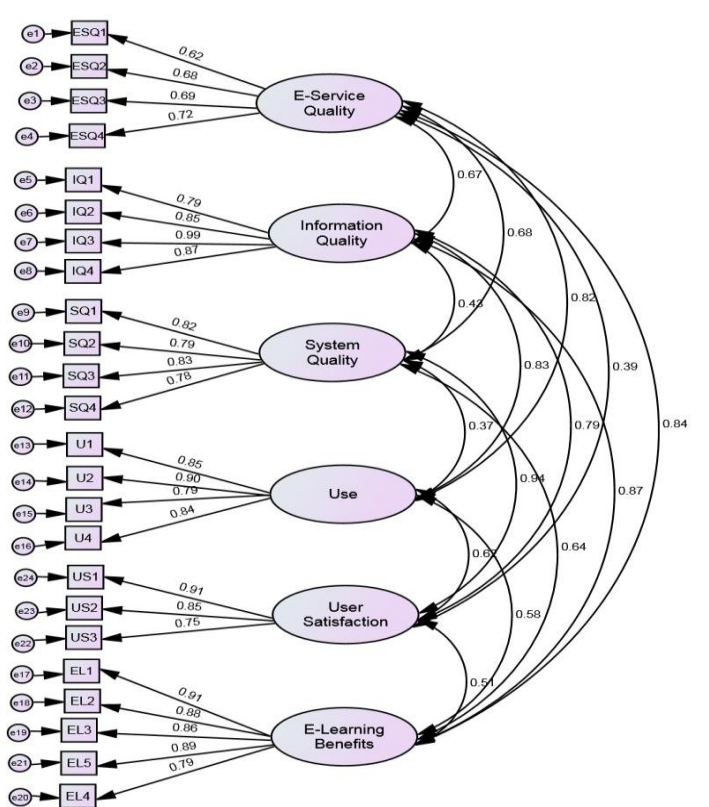 e1 ESQ1 0.62
e2 ESQ2 0.68
e3 ESQ3 0.69
e4 ESQ4 0.72
E-Service
Quality
e5 IQ1 0.79
e6 IQ2 0.85
e7 IQ3 0.99
e8 IQ4 0.87
Information
Quality
e9 SQ1 0.82
e10 SQ2 0.79
e11 SQ3 0.83
e12 SQ4 0.78
System
Quality
e13 U1 0.85
e14 U2 0.90
e15 U3 0.79
e16 U4 0.84
Use
e24 US1 0.91
e23 US2 0.85
e22 US3 0.75
User
Satisfaction
e17 EL1 0.91
e18 EL2 0.88
e19 EL3 0.86
e21 EL5 0.89
e20 EL4 0.79
E-Learning
Benefits
0.67
0.68
0.43
0.82
0.83
0.39
0.37
0.79
0.84
0.94
0.87
0.62
0.64
0.58
0.51